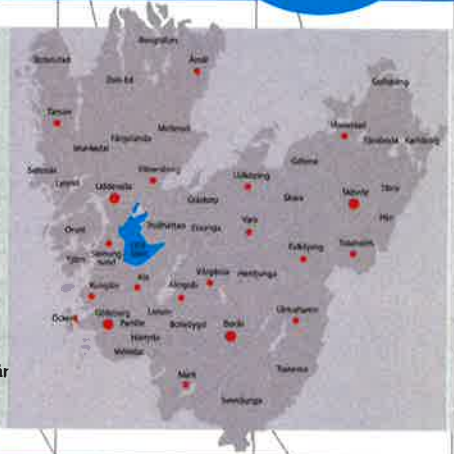 Bengtsfors
Strömstad
Åmål
Dals-Ed
Gullspång
Tanum
Mariestad
Mellerud
Färgelanda
Töreboda
Karlsborg
Munkedal
Götene
Sotenäs
Vänersborg
Lysekil
Uddevalla
Lidköping
Tibro
Skövde
Grästorp
Skara
Hjo
Trollhättan
Essunga
Vara
Orust
Falköping
Tidaholm
Tjörn
Stenung-
sund
Ale
Vårgårda
Herrljunga
Kungälv
Alingsås
Öckerö
Göteborg
Lerum
Ulricehamn
Partille
Bollebygd
Borås
Härryda
Mölndal
Tranemo
Mark
Svenljunga